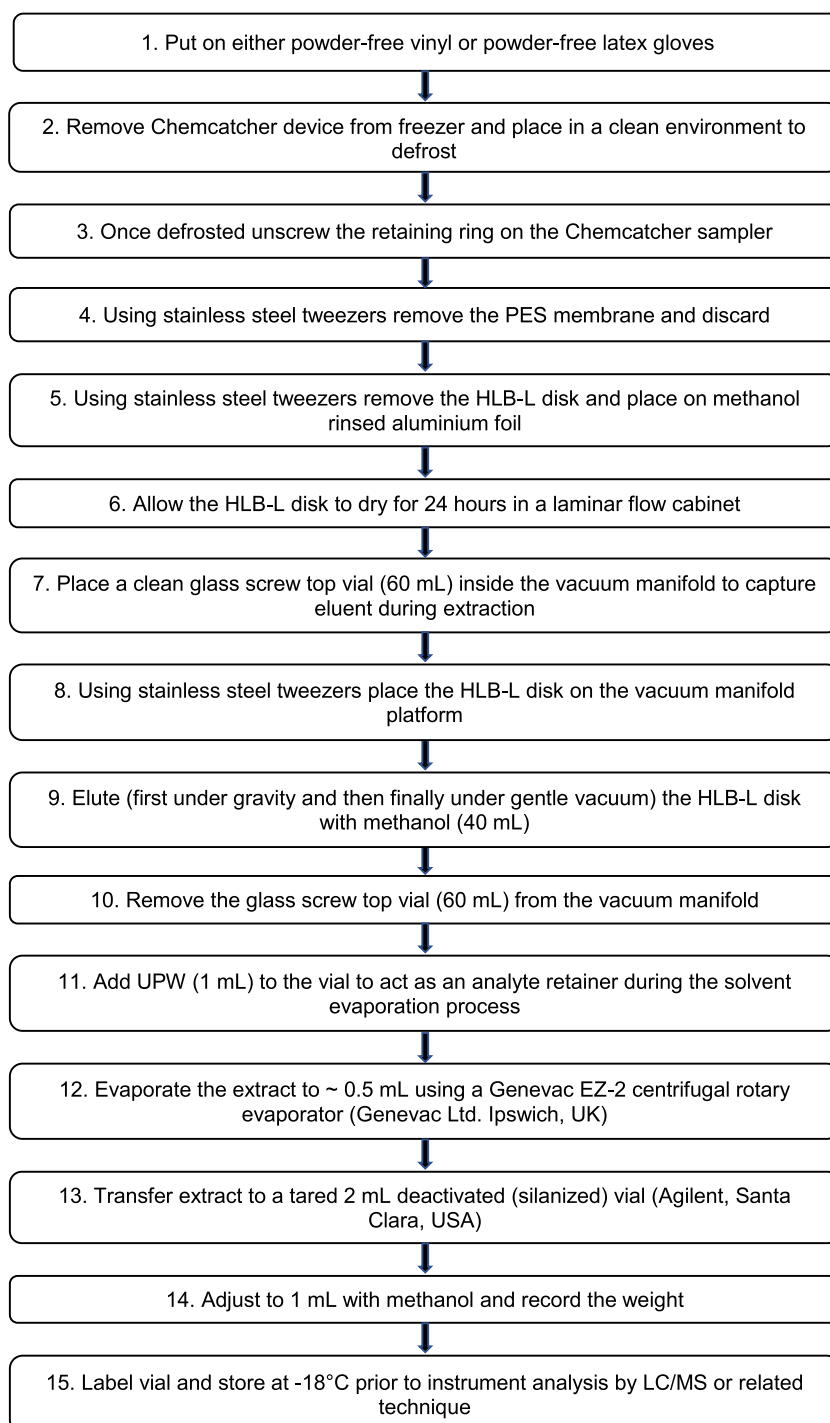 1. Put on either powder-free vinyl or powder-free latex gloves
2. Remove Chemcatcher device from freezer and place in a clean environment to
defrost
3. Once defrosted unscrew the retaining ring on the Chemcatcher sampler
4. Using stainless steel tweezers remove the PES membrane and discard
5. Using stainless steel tweezers remove the HLB-L disk and place on methanol
rinsed aluminium foil
6. Allow the HLB-L disk to dry for 24 hours in a laminar flow cabinet
7. Place a clean glass screw top vial (60 mL) inside the vacuum manifold to capture
eluent during extraction
8. Using stainless steel tweezers place the HLB-L disk on the vacuum manifold
platform
9. Elute (first under gravity and then finally under gentle vacuum) the HLB-L disk
with methanol (40 mL)
10. Remove the glass screw top vial (60 mL) from the vacuum manifold
11. Add UPW (1 mL) to the vial to act as an analyte retainer during the solvent
evaporation process
12. Evaporate the extract to ~ 0.5 mL using a Genevac EZ-2 centrifugal rotary
evaporator (Genevac Ltd. Ipswich, UK)
13. Transfer extract to a tared 2 mL deactivated (silanized) vial (Agilent, Santa
Clara, USA)
14. Adjust to 1 mL with methanol and record the weight
15. Label vial and store at -18°C prior to instrument analysis by LC/MS or related
technique